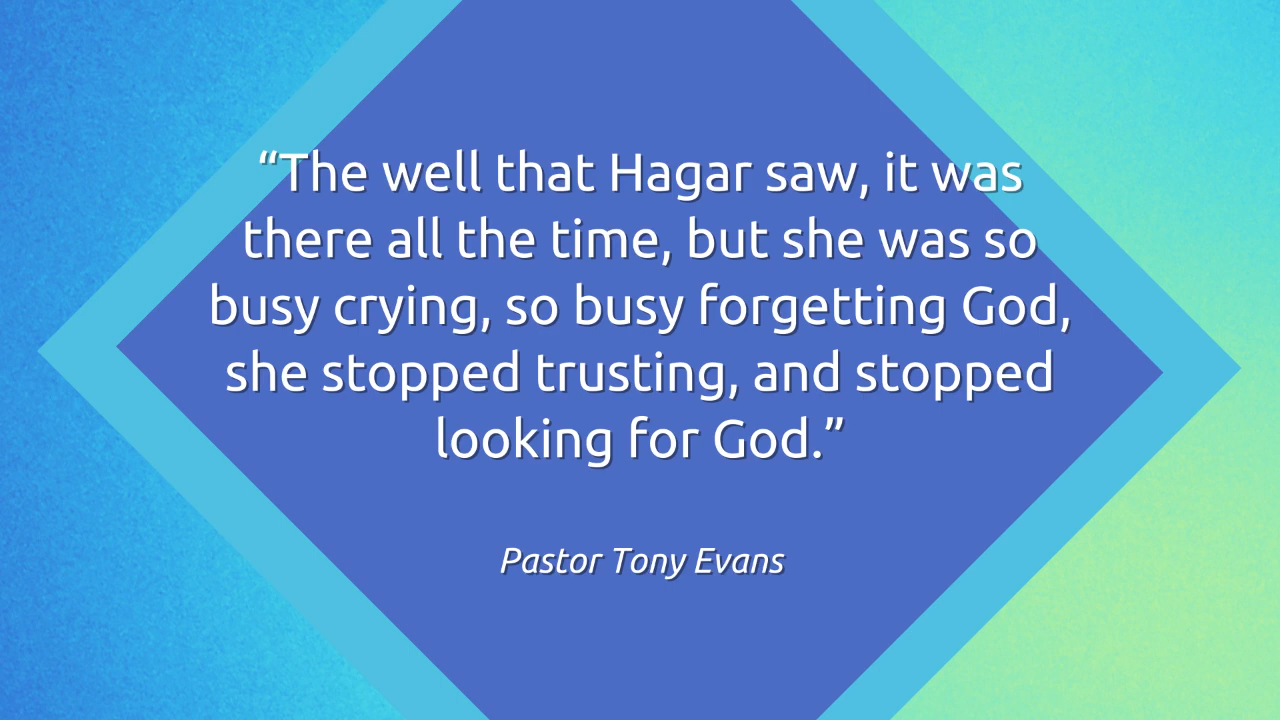 “The well that Hagar saw, it was
there all the time, but she was so
busy crying, so busy forgetting God,
she stopped trusting, and stopped
looking for God.”
Pastor Tony Evans